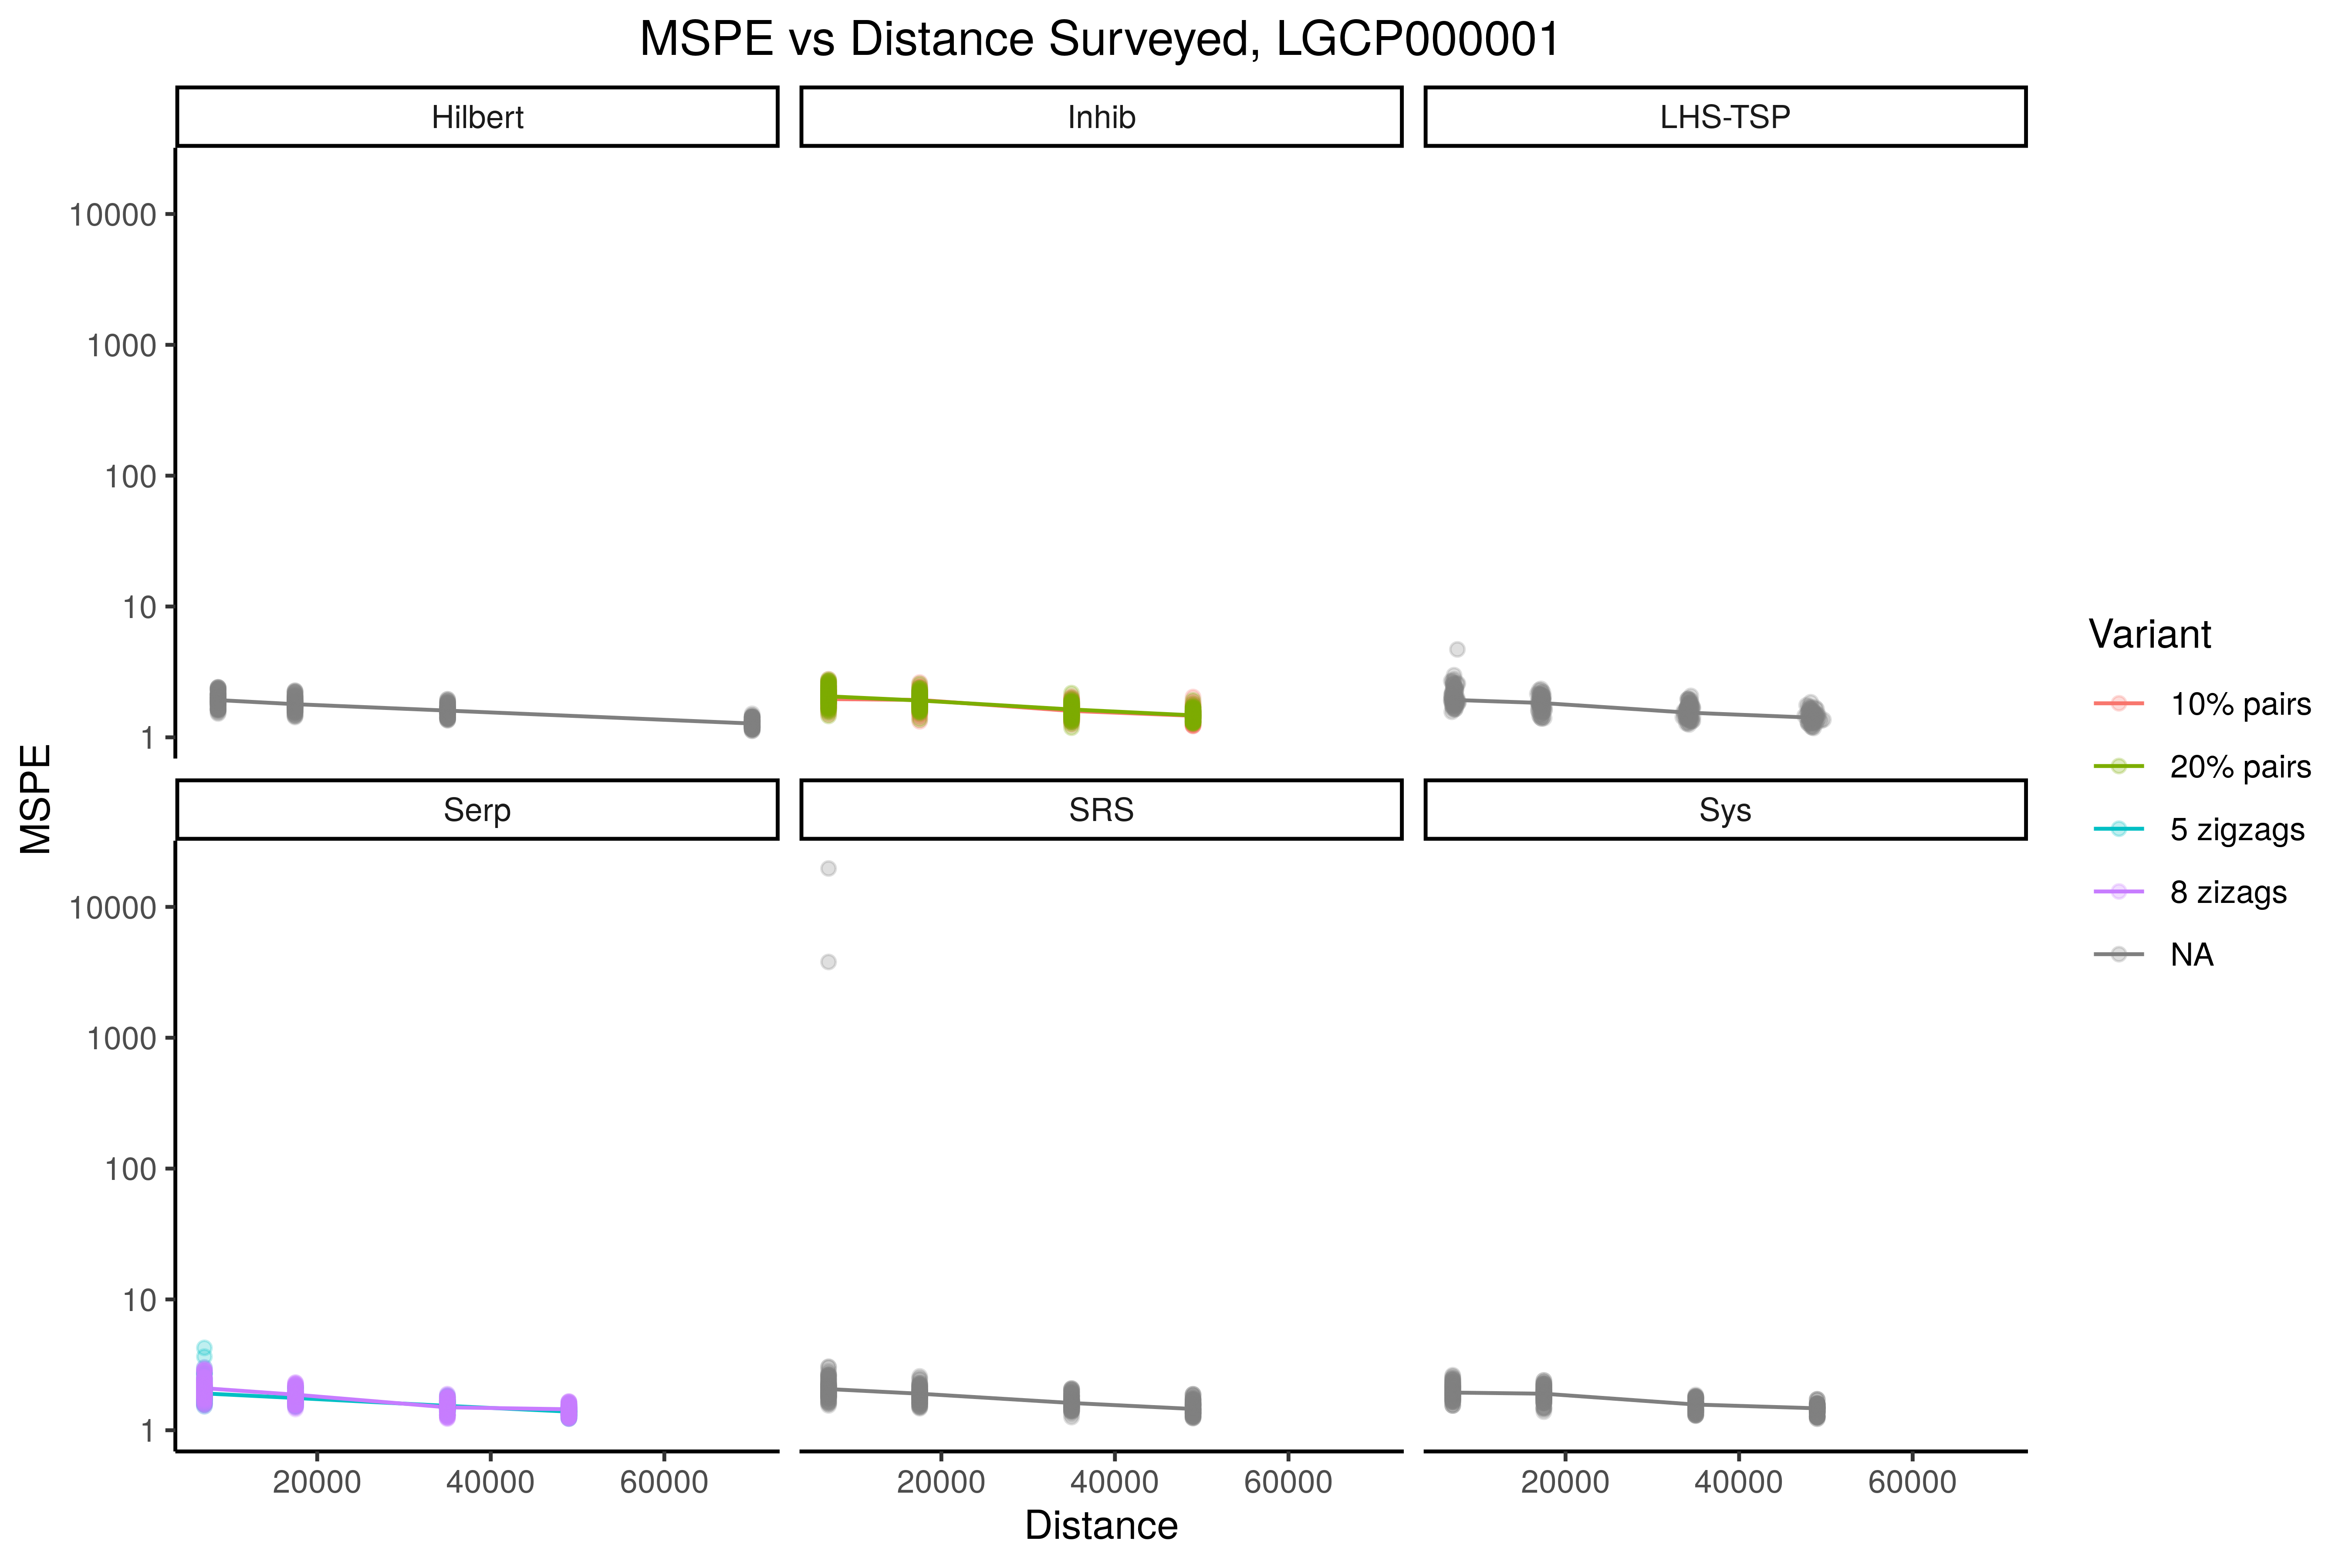 MSPE vs Distance Surveyed, LGCP000001
Hilbert
Inhib
LHS-TSP
10000
1000
100
10
1
Serp
SRS
Sys
10000
1000
100
10
1
20000
40000
60000
20000
40000
60000
20000
40000
60000
Distance
MSPE
Variant
10% pairs
20% pairs
5 zigzags
8 zizags
NA